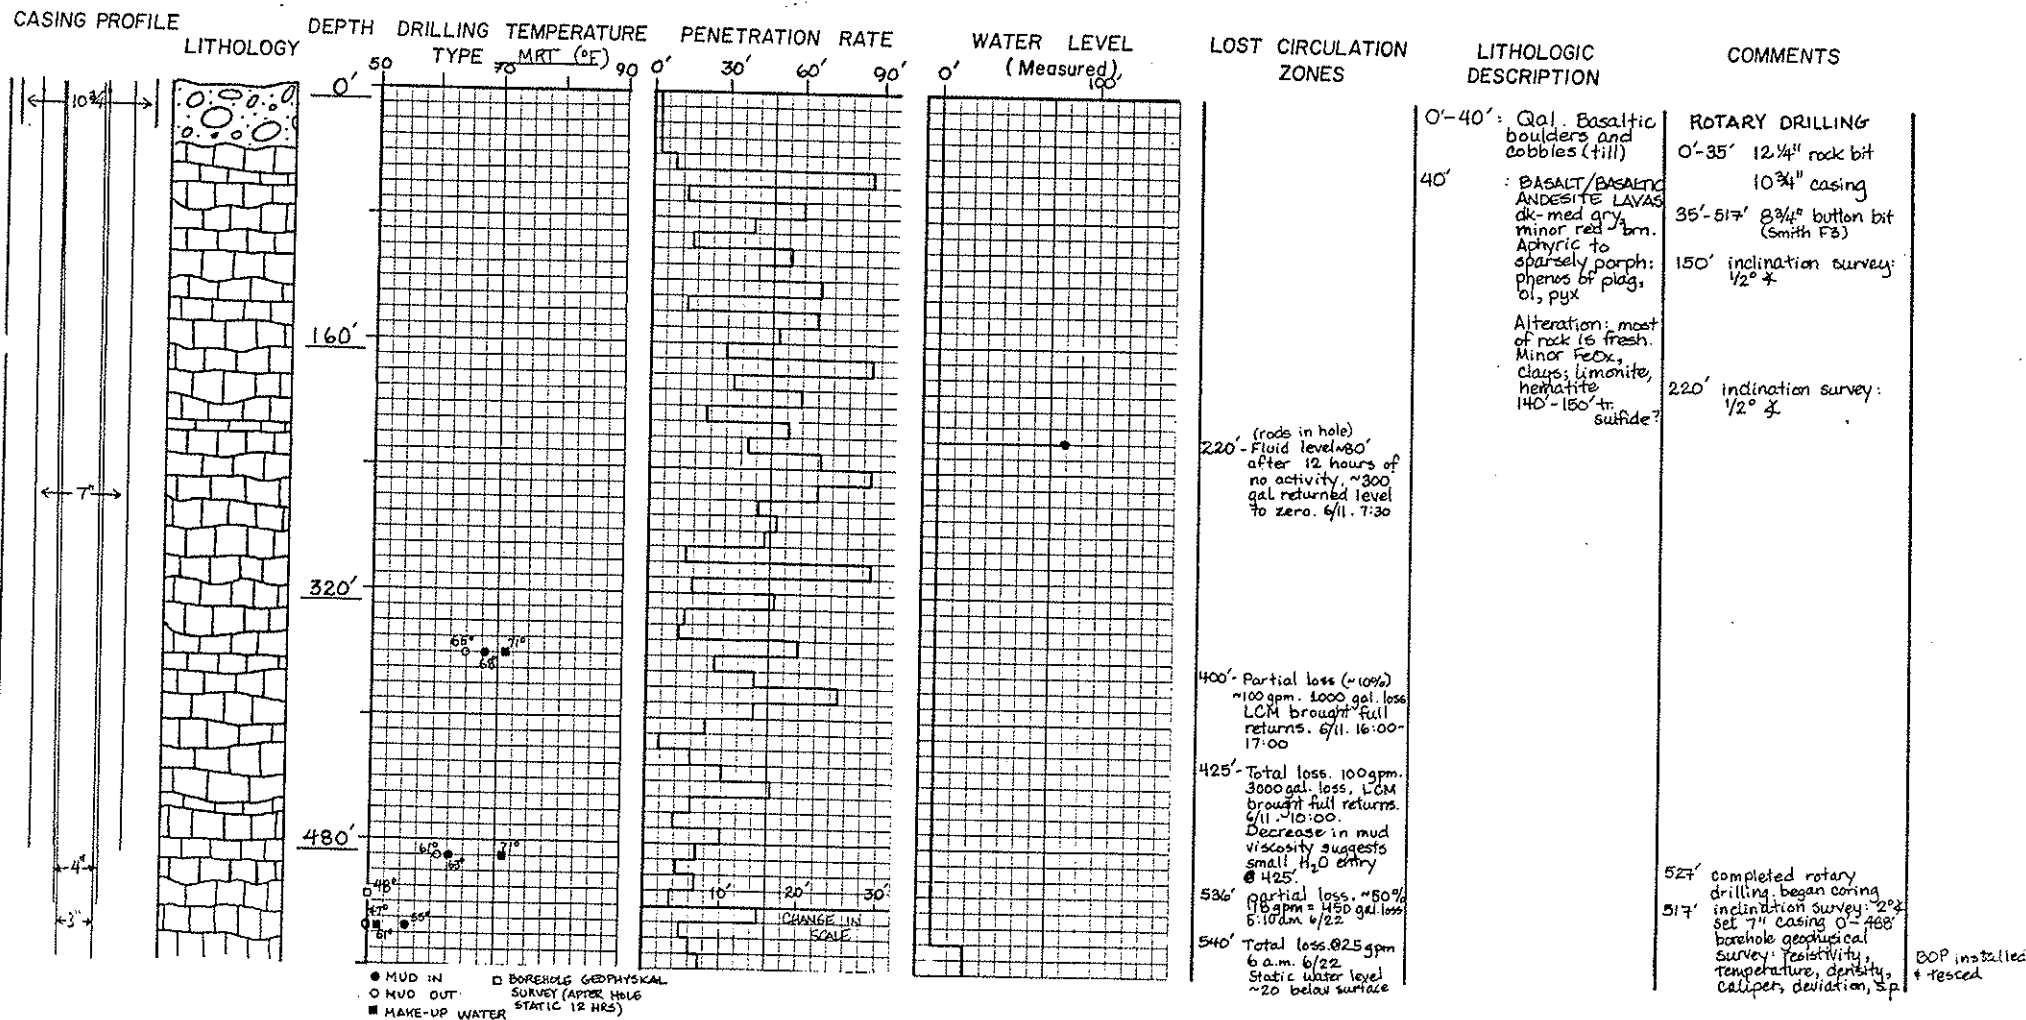 CASING PROFILE
LITHOLOGY
DEPTH
DRILLING TEMPERATURE
TYPE MRT (°F)
50 70 90
PENETRATION RATE
0' 30' 60' 90'
WATER LEVEL
(Measured)
0' 100'
LOST CIRCULATION
ZONES
LITHOLOGIC
DESCRIPTION
COMMENTS
10 3/4"
7"
4"
3"
0'
160'
320'
480'
65° 71°
68°
61° 71°
63°
48°
47° 55°
61°
10' 20' 30'
CHANGE IN
SCALE
● MUD IN
○ MUD OUT
■ MAKE-UP WATER
□ BOREHOLE GEOPHYSICAL
SURVEY (AFTER HOLE
STATIC 12 HRS)
(rods in hole)
220'- Fluid level ~80'
after 12 hours of
no activity. ~300
gal returned level
to zero. 6/11. 7:30
400'- Partial loss (~10%)
~100 gpm. 1000 gal. loss
LCM brought full
returns. 6/11. 16:00-
17:00
425'- Total loss. 100gpm.
3000 gal. loss, LCM
brought full returns.
6/11. ~10:00.
Decrease in mud
viscosity suggests
small H2O entry
@ 425'.
536' partial loss. ~50%
18gpm = 450 gal loss
5:10am 6/22
540' Total loss @25gpm
6 a.m. 6/22
Static water level
~20 below surface
0'-40': Qal. Basaltic
boulders and
cobbles (till)
40' : BASALT/BASALTIC
ANDESITE LAVAS
dk-med gry,
minor red brn.
Aphyric to
sparsely porph:
phenos of plag,
ol, pyx
Alteration: most
of rock is fresh.
Minor FeOx,
clays; limonite,
hematite
140'-150' tr.
sulfide?
ROTARY DRILLING
0'-35' 12 1/4" rock bit
10 3/4" casing
35'-517' 8 3/4" button bit
(Smith F3)
150' inclination survey:
1/2° ∡
220' inclination survey:
1/2° ∡
527' completed rotary
drilling. began coring
517' inclination survey: 2°∡
set 7" casing 0'-488'
borehole geophysical
survey: resistivity,
temperature, density,
caliper, deviation, s.p.
BOP installed
& tested